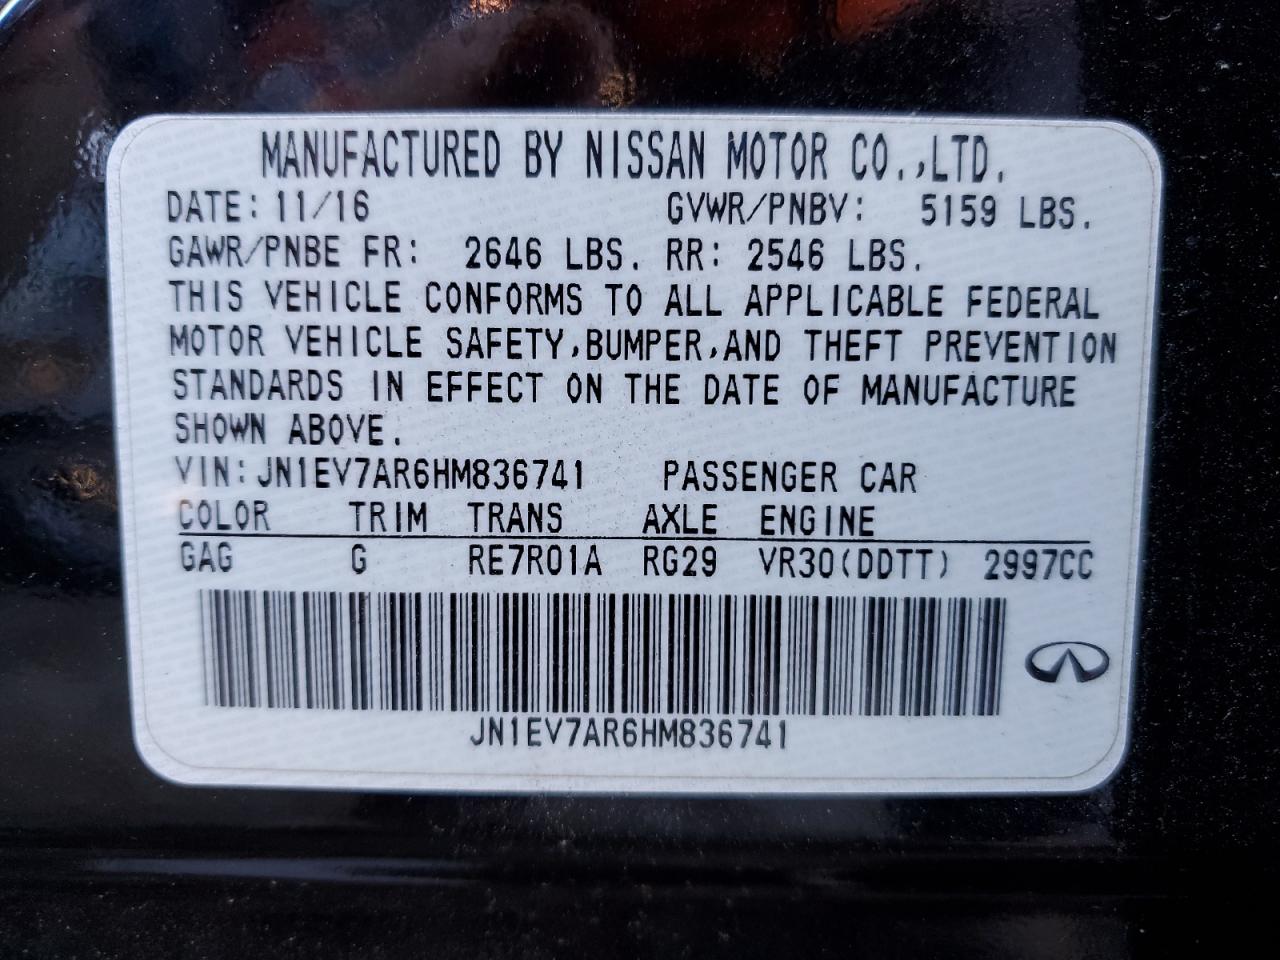 MANUFACTURED BY NISSAN MOTOR CO.,LTD.
DATE: 11/16 GVWR/PNBV: 5159 LBS.
GAWR/PNBE FR: 2646 LBS. RR: 2546 LBS.
THIS VEHICLE CONFORMS TO ALL APPLICABLE FEDERAL
MOTOR VEHICLE SAFETY,BUMPER,AND THEFT PREVENTION
STANDARDS IN EFFECT ON THE DATE OF MANUFACTURE
SHOWN ABOVE.
VIN:JN1EV7AR6HM836741 PASSENGER CAR
COLOR TRIM TRANS AXLE ENGINE
GAG G RE7R01A RG29 VR30(DDTT) 2997CC
JN1EV7AR6HM836741